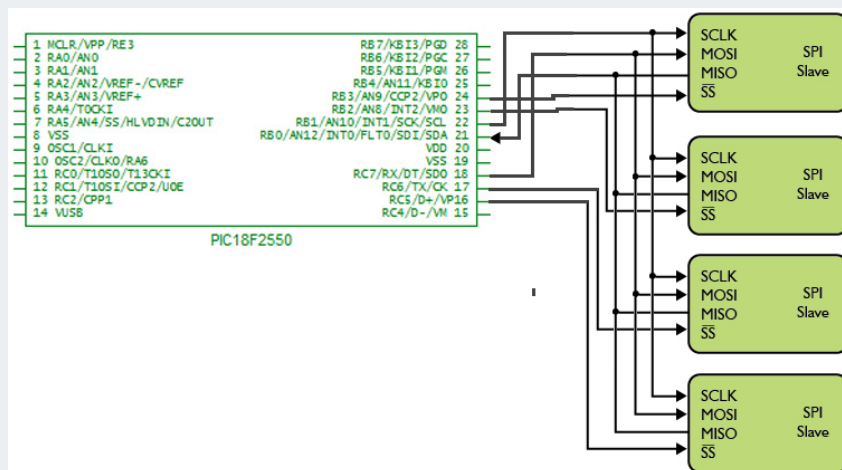 1 MCLR/VPP/RE3
2 RA0/AN0
3 RA1/AN1
4 RA2/AN2/VREF-/CVREF
5 RA3/AN3/VREF+
6 RA4/TOCKI
7 RA5/AN4/SS/HLVDIN/C2OUT
8 VSS
9 OSC1/CLKI
10 OSC2/CLKO/RA6
11 RC0/T1OSO/T13CKI
12 RC1/T1OSI/CCP2/UOE
13 RC2/CPP1
14 VUSB
RB7/KBI3/PGD 28
RB6/KBI2/PGC 27
RB5/KBI1/PGM 26
RB4/AN11/KBI0 25
RB3/AN9/CCP2/VPO 24
RB2/AN8/INT2/VMO 23
RB1/AN10/INT1/SCK/SCL 22
RB0/AN12/INT0/FLT0/SDI/SDA 21
VDD 20
VSS 19
RC7/RX/DT/SDO 18
RC6/TX/CK 17
RC5/D+/VP16
RC4/D-/VM 15
PIC18F2550
SCLK
MOSI
MISO
SS
SPI
Slave
SCLK
MOSI
MISO
SS
SPI
Slave
SCLK
MOSI
MISO
SS
SPI
Slave
SCLK
MOSI
MISO
SS
SPI
Slave